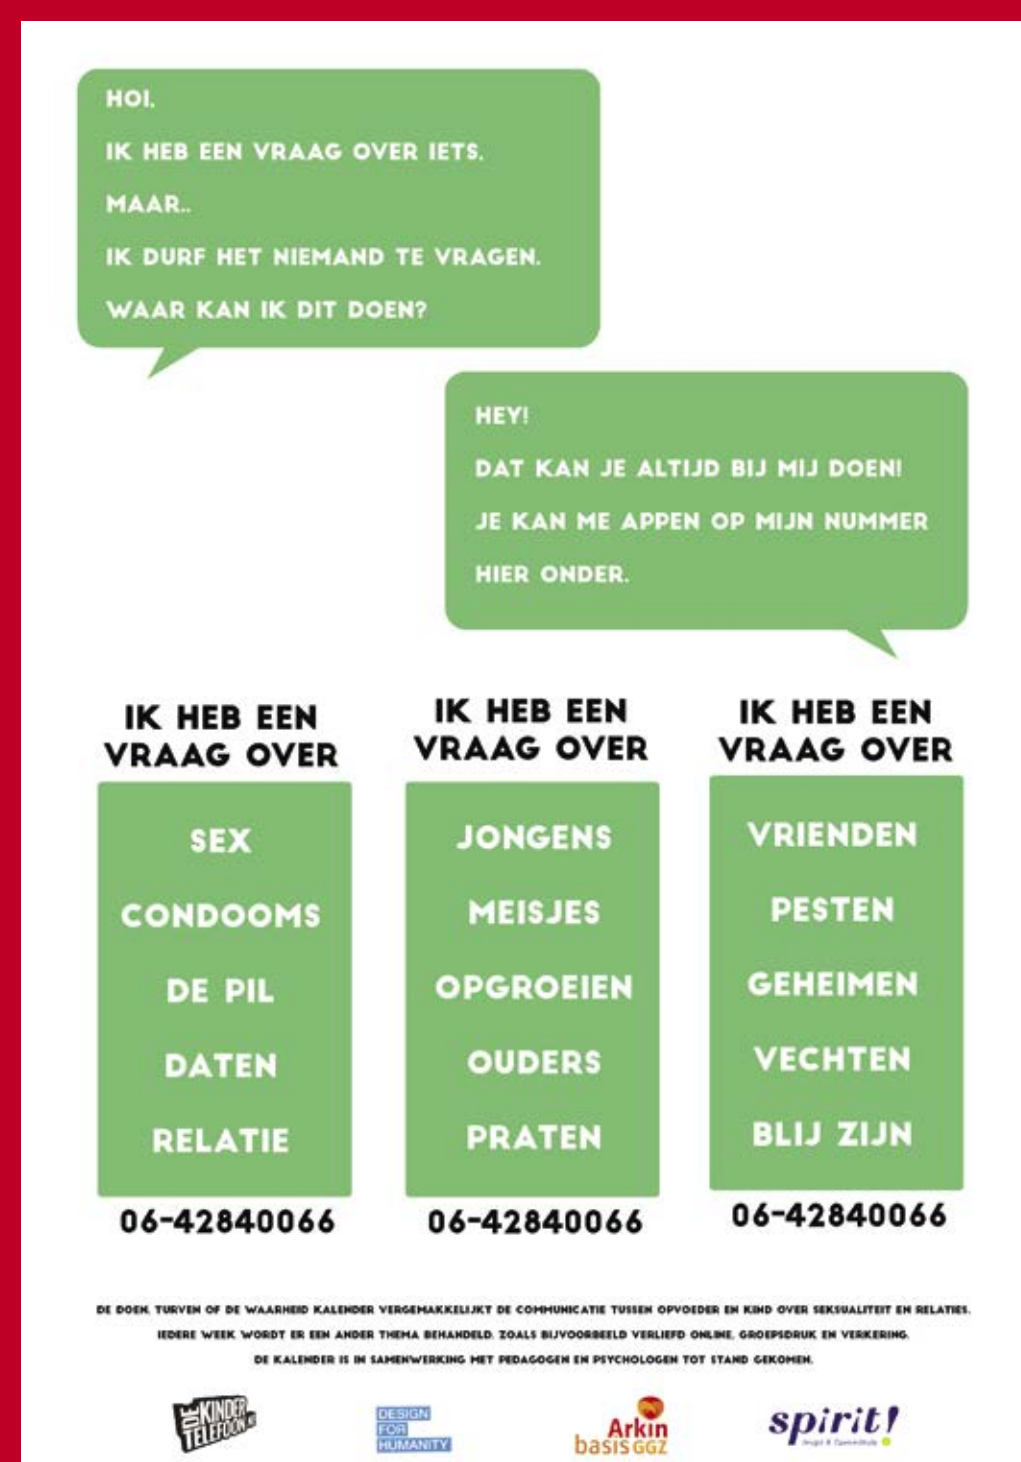 HOI.
IK HEB EEN VRAAG OVER IETS.
MAAR..
IK DURF HET NIEMAND TE VRAGEN.
WAAR KAN IK DIT DOEN?
HEY!
DAT KAN JE ALTIJD BIJ MIJ DOEN!
JE KAN ME APPEN OP MIJN NUMMER
HIER ONDER.
IK HEB EEN
VRAAG OVER
SEX
CONDOOMS
DE PIL
DATEN
RELATIE
06-42840066
IK HEB EEN
VRAAG OVER
JONGENS
MEISJES
OPGROEIEN
OUDERS
PRATEN
06-42840066
IK HEB EEN
VRAAG OVER
VRIENDEN
PESTEN
GEHEIMEN
VECHTEN
BLIJ ZIJN
06-42840066
DE DOEN, TURVEN OF DE WAARHEID KALENDER VERGEMAKKELIJKT DE COMMUNICATIE TUSSEN OPVOEDER EN KIND OVER SEKSUALITEIT EN RELATIES.
IEDERE WEEK WORDT ER EEN ANDER THEMA BEHANDELD. ZOALS BIJVOORBEELD VERLIEFD ONLINE, GROEPSDRUK EN VERKERING.
DE KALENDER IS IN SAMENWERKING MET PEDAGOGEN EN PSYCHOLOGEN TOT STAND GEKOMEN.
DE KINDER
TELEFOON
DESIGN
FOR
HUMANITY
Arkin
basis GGZ
spirit!